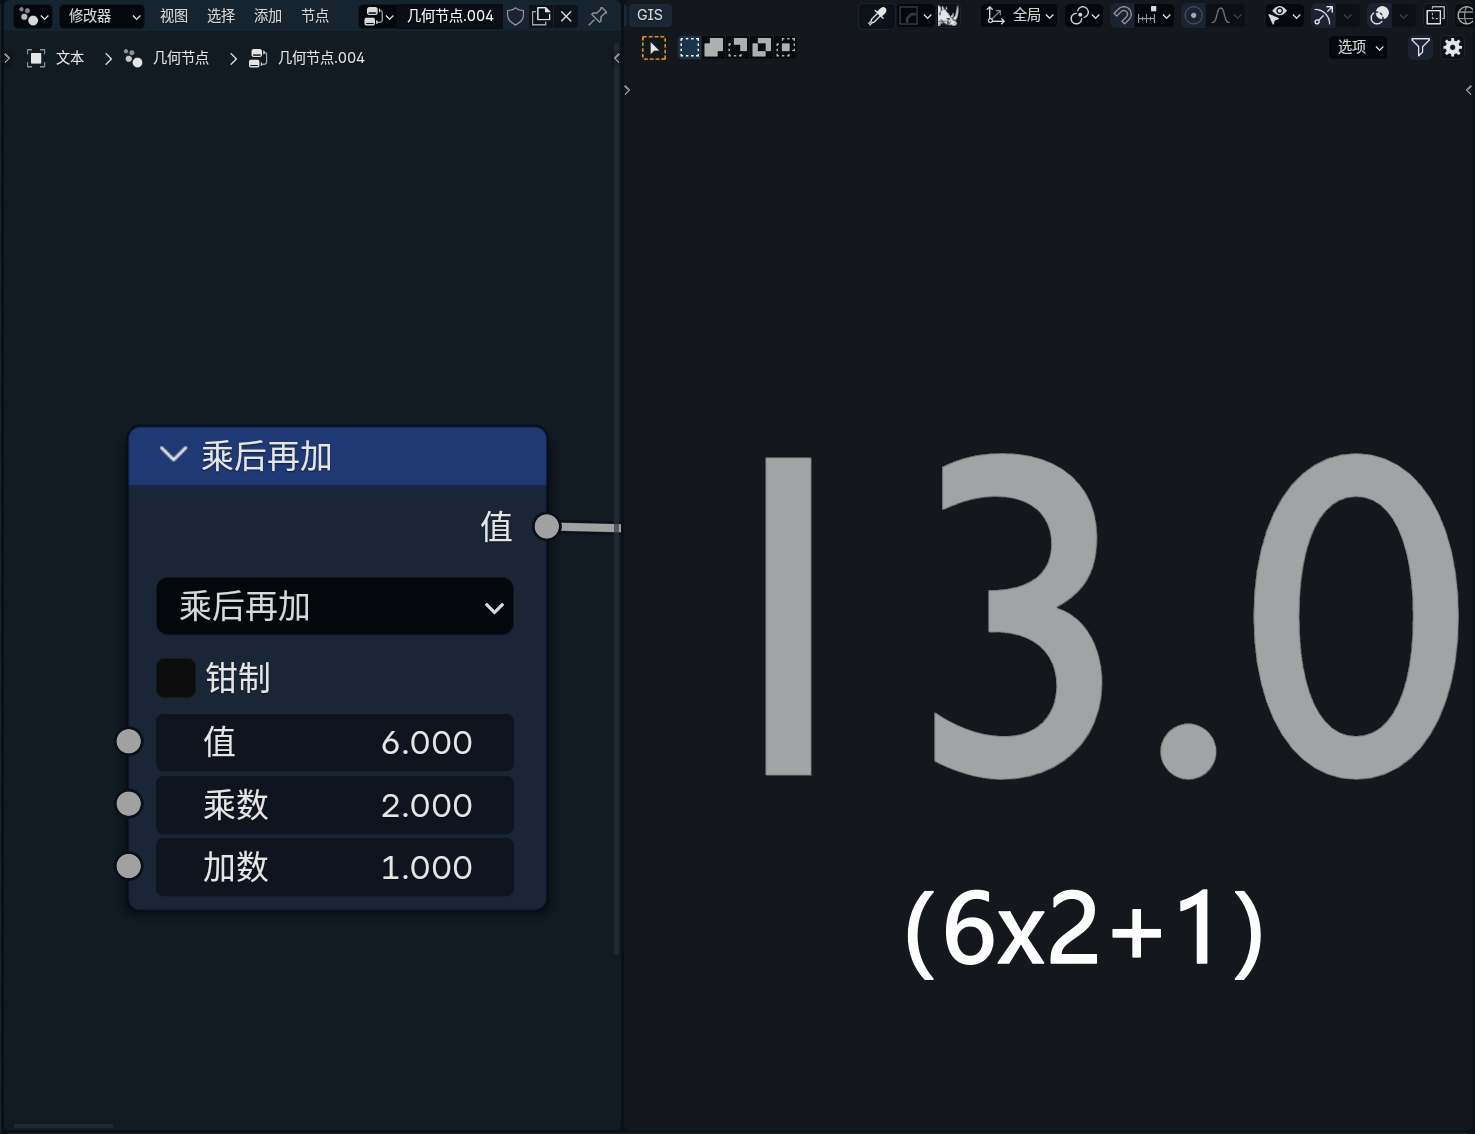 修改器 视图 选择 添加 节点 几何节点.004
文本 几何节点 几何节点.004
乘后再加
值
乘后再加
钳制
值 6.000
乘数 2.000
加数 1.000
GIS 全局
选项
13.0
(6x2+1)